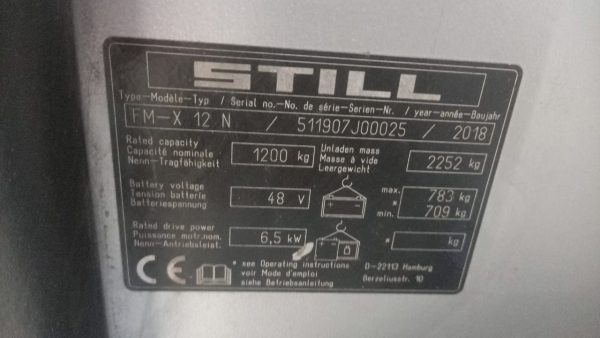 STILL
Type-Modèle-Typ / Serial no.-No. de série-Serien-Nr. / year-année-Baujahr
FM-X 12 N / 511907J00025 / 2018
Rated capacity
Capacité nominale
Nenn-Tragfähigkeit
1200 kg
Unladen mass
Masse à vide
Leergewicht
2252 kg
Battery voltage
Tension batterie
Batteriespannung
48 V
max. 783 kg
*
min. 709 kg
Rated drive power
Puissance motr.nom.
Nenn-Antriebsleist.
6,5 kW
* kg
* see Operating instructions
voir Mode d'emploi
siehe Betriebsanleitung
D-22113 Hamburg
Berzeliusstr. 10
CE